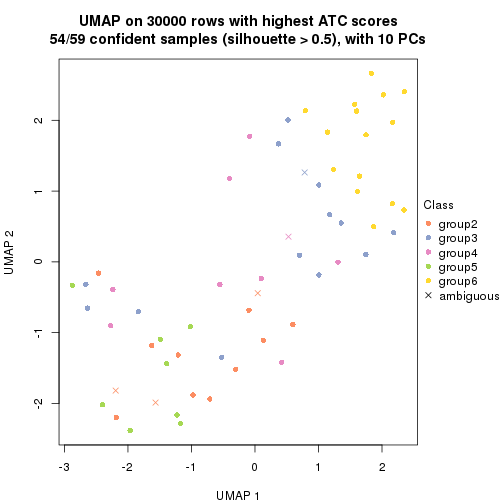 UMAP on 30000 rows with highest ATC scores
54/59 confident samples (silhouette > 0.5), with 10 PCs
UMAP 2
2
1
0
-1
-2
-3
-2
-1
0
1
2
UMAP 1
Class
group2
group3
group4
group5
group6
ambiguous